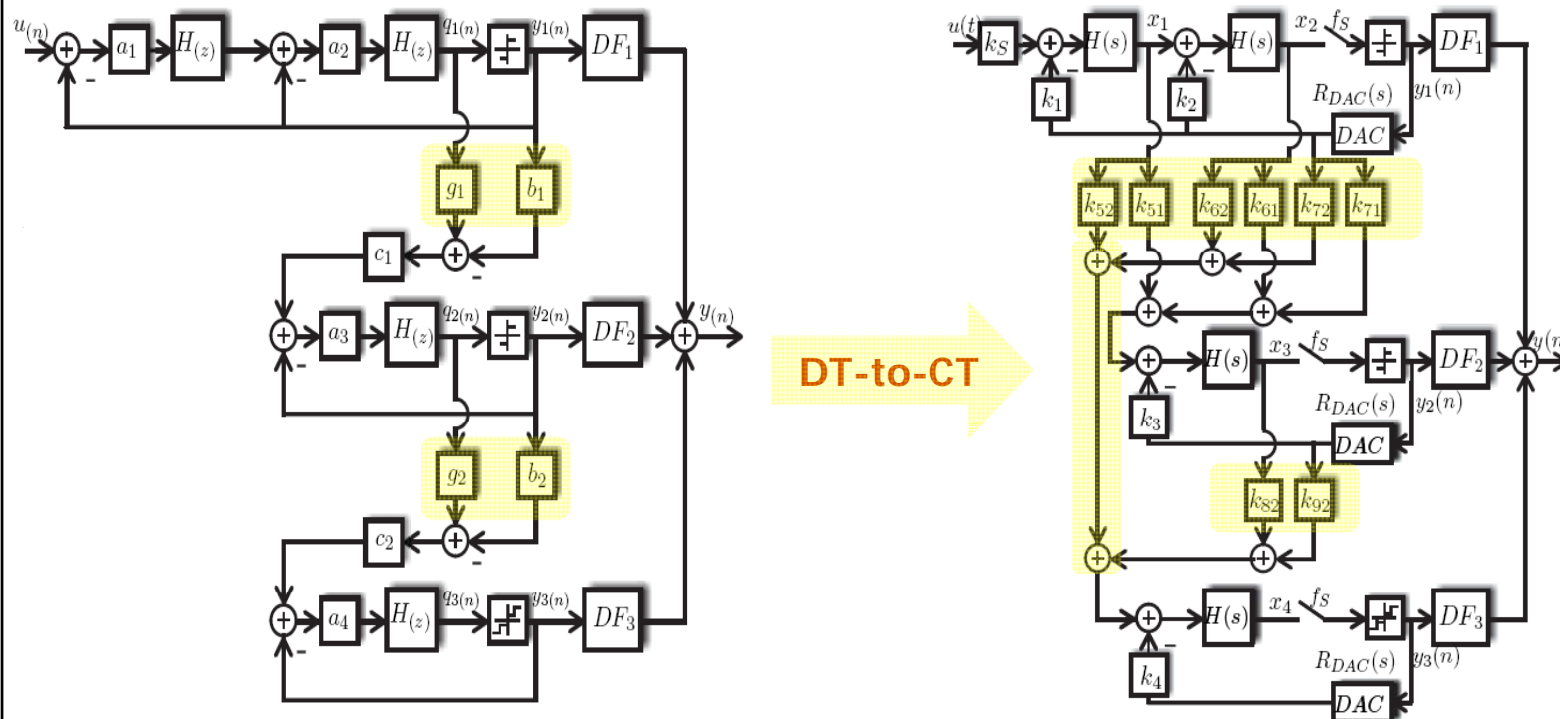 u(n) a1 H(z) a2 H(z) q1(n) y1(n) DF1
-
-
g1 b1
c1
-
a3 H(z) q2(n) y2(n) DF2 y(n)
-
g2 b2
c2
-
a4 H(z) q3(n) y3(n) DF3
-
DT-to-CT
u(t) kS H(s) x1 H(s) x2 fS DF1
-
-
k1 k2 RDAC(s) y1(n)
DAC
k52 k51 k62 k61 k72 k71
H(s) x3 fS DF2 y(n
-
k3 RDAC(s) y2(n)
DAC
k82 k92
H(s) x4 fS DF3
-
k4 RDAC(s) y3(n)
DAC